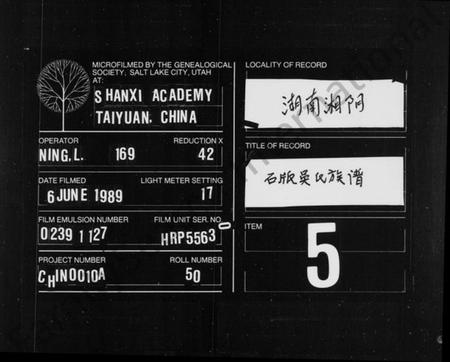 MICROFILMED BY THE GENEALOGICAL
SOCIETY, SALT LAKE CITY, UTAH
AT:
SHANXI ACADEMY
TAIYUAN, CHINA
OPERATOR REDUCTION X
NING.L. 169 42
DATE FILMED LIGHT METER SETTING
6 JUNE 1989 17
FILM EMULSION NUMBER FILM UNIT SER. NO.
0239 1127 HRP55630
PROJECT NUMBER ROLL NUMBER
CHIN0010A 50
LOCALITY OF RECORD
湖南湘阳
TITLE OF RECORD
石版吴氏族谱
ITEM
5
International